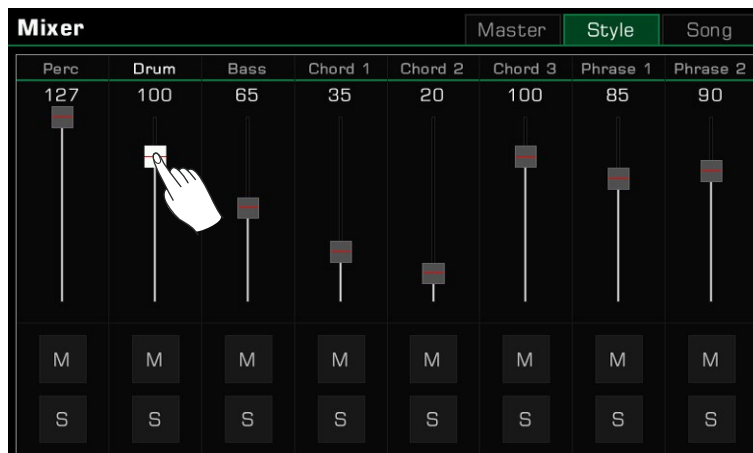 Mixer Master Style Song
Perc Drum Bass Chord 1 Chord 2 Chord 3 Phrase 1 Phrase 2
127 100 65 35 20 100 85 90
M M M M M M M M
S S S S S S S S